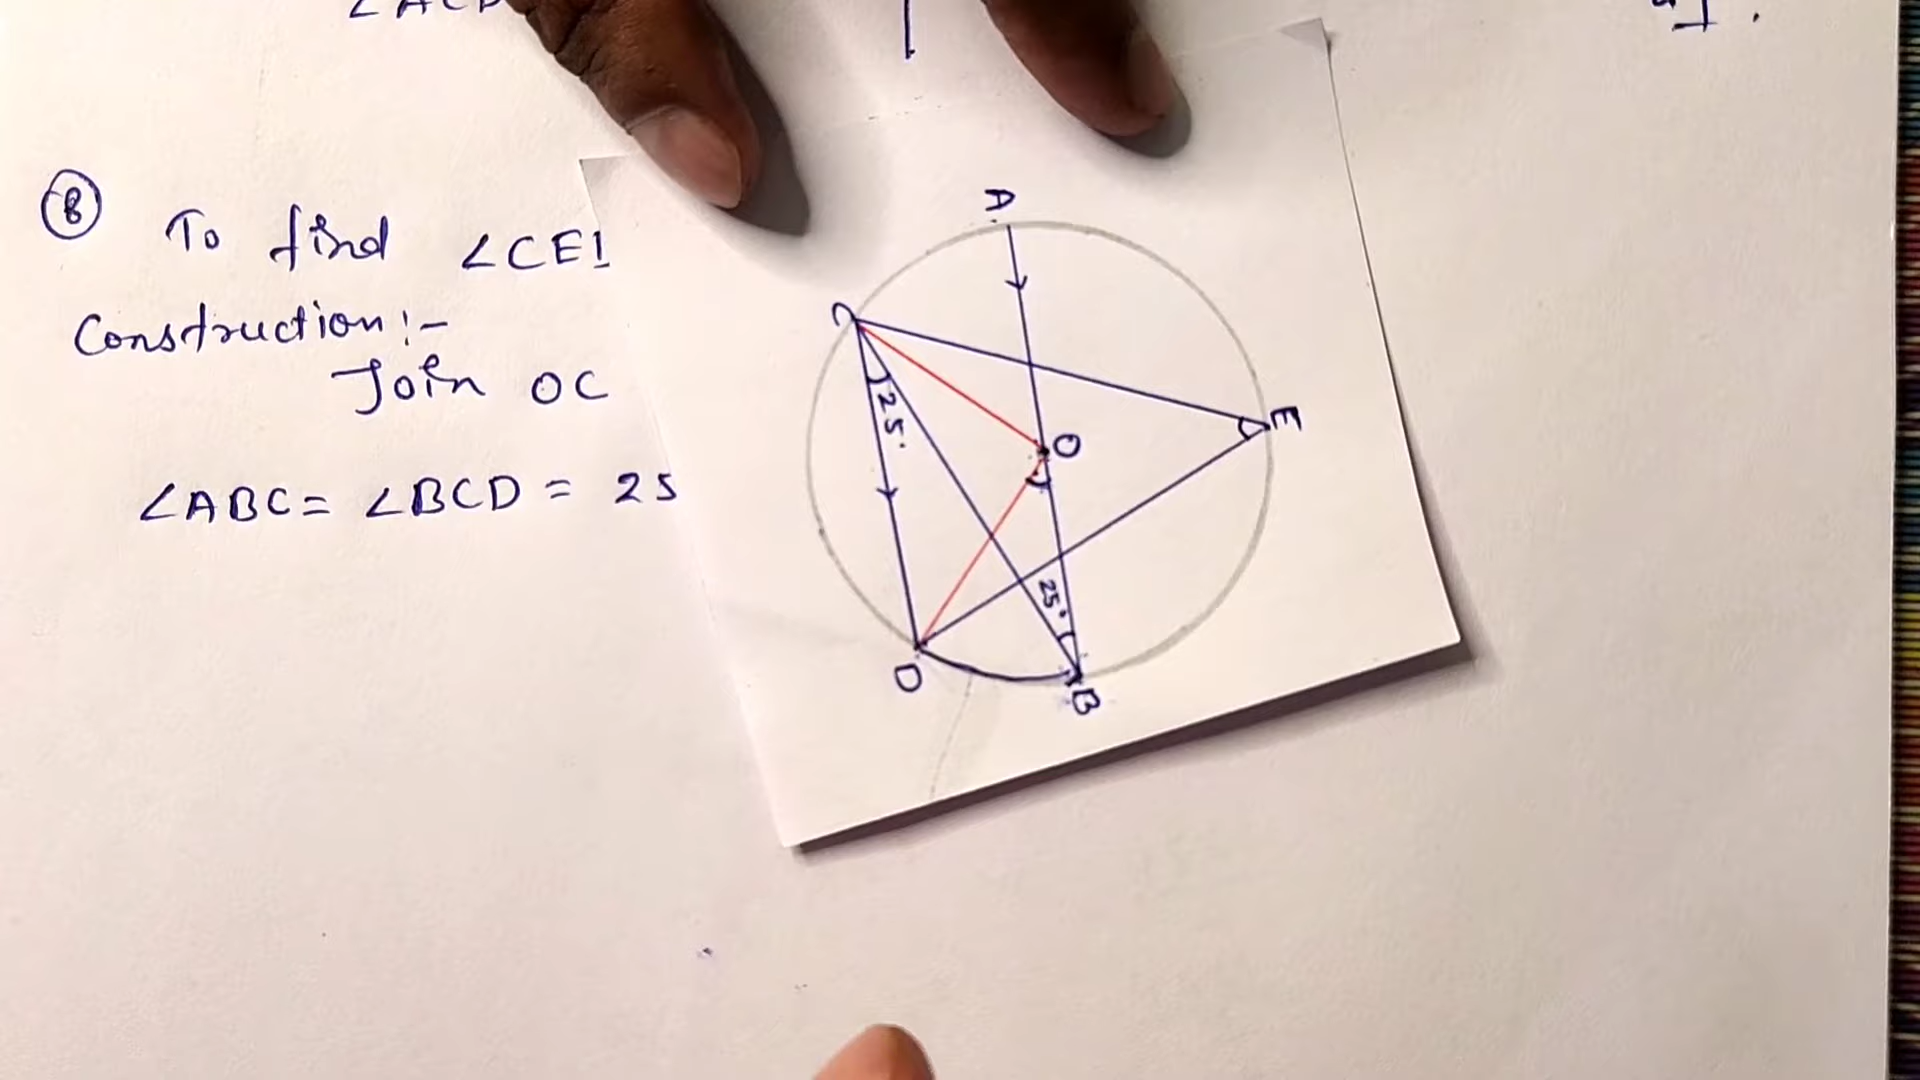 8
To find ∠CE
Construction:-
Join OC
∠ABC = ∠BCD = 25
A
C
25°
O
E
25°
D
B